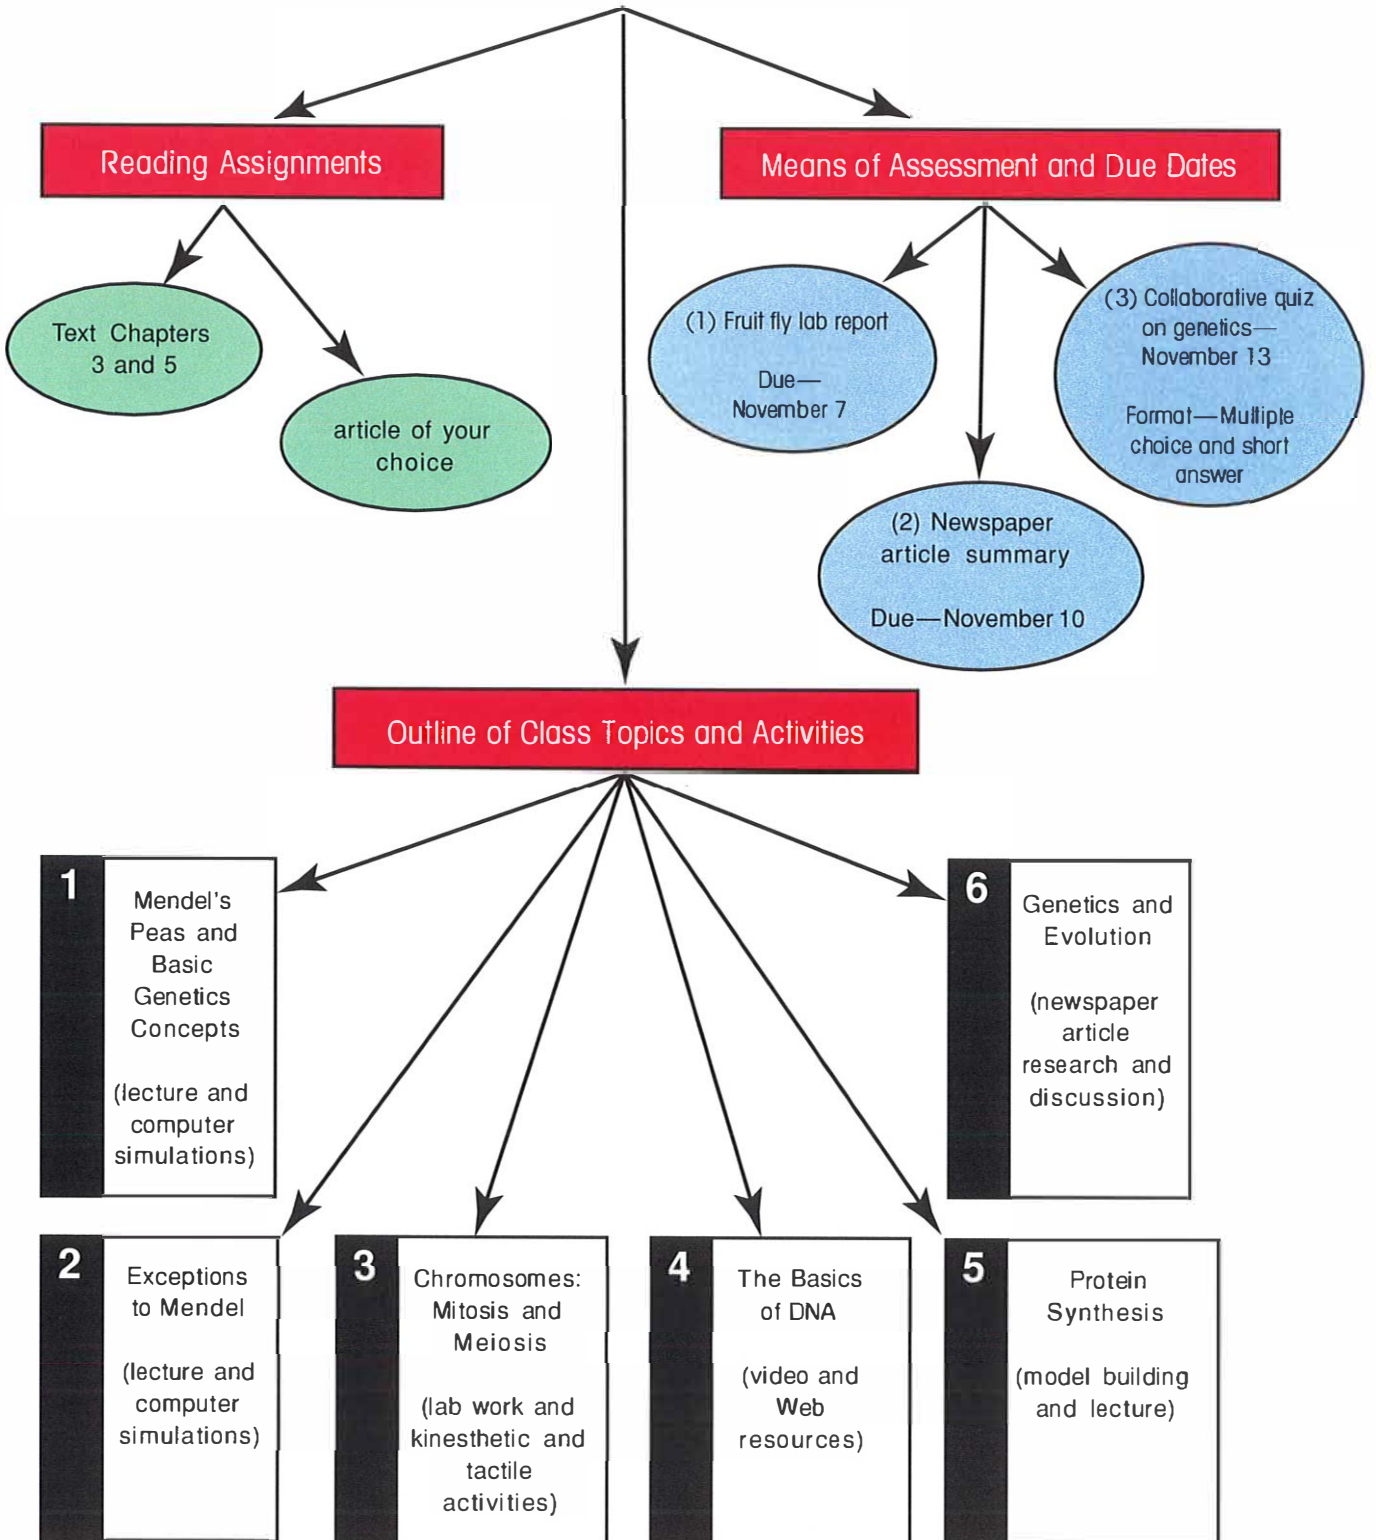 Reading Assignments
Means of Assessment and Due Dates
Text Chapters
3 and 5
article of your
choice
(1) Fruit fly lab report
Due—
November 7
(2) Newspaper
article summary
Due—November 10
(3) Collaborative quiz
on genetics—
November 13
Format—Multiple
choice and short
answer
Outline of Class Topics and Activities
1
Mendel's
Peas and
Basic
Genetics
Concepts
(lecture and
computer
simulations)
6
Genetics and
Evolution
(newspaper
article
research and
discussion)
2
Exceptions
to Mendel
(lecture and
computer
simulations)
3
Chromosomes:
Mitosis and
Meiosis
(lab work and
kinesthetic and
tactile
activities)
4
The Basics
of DNA
(video and
Web
resources)
5
Protein
Synthesis
(model building
and lecture)